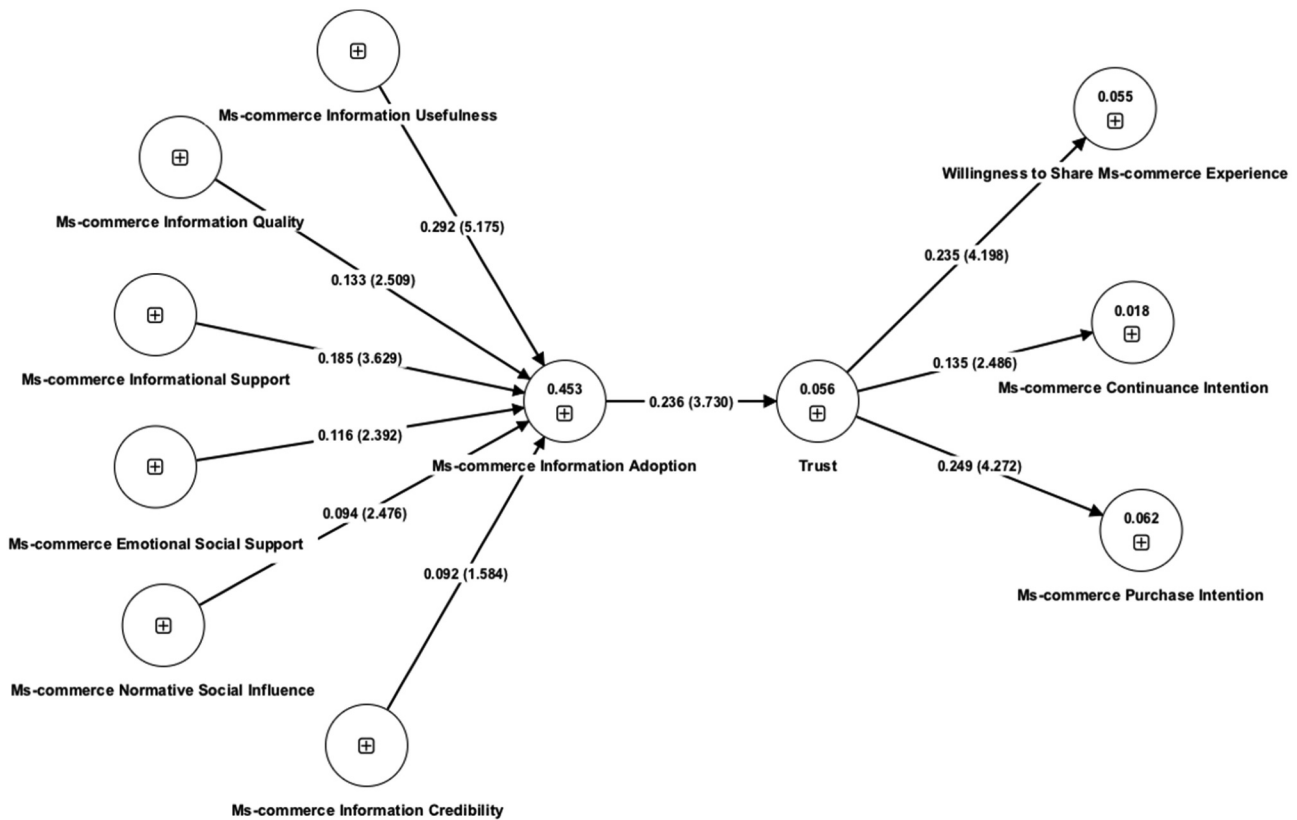 Ms-commerce Information Usefulness
Ms-commerce Information Quality
Ms-commerce Informational Support
Ms-commerce Emotional Social Support
Ms-commerce Normative Social Influence
Ms-commerce Information Credibility
0.292 (5.175)
0.133 (2.509)
0.185 (3.629)
0.116 (2.392)
0.094 (2.476)
0.092 (1.584)
0.453
Ms-commerce Information Adoption
0.236 (3.730)
0.056
Trust
0.235 (4.198)
0.135 (2.486)
0.249 (4.272)
0.055
Willingness to Share Ms-commerce Experience
0.018
Ms-commerce Continuance Intention
0.062
Ms-commerce Purchase Intention